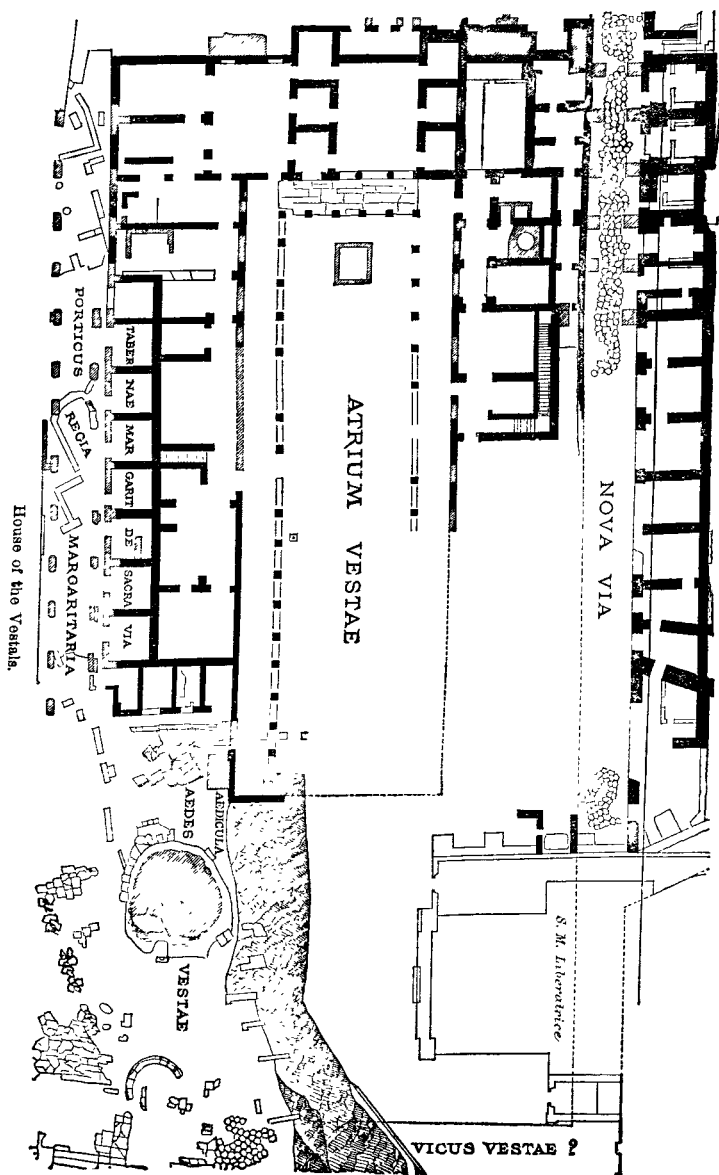 NOVA VIA
ATRIUM VESTAE
S. M. Liberatrice
VICUS VESTAE ?
TABER NAE MAR GARIT DE SACRA VIA
PORTICUS
REGIA
MARGARITARIA
AEDICULA
AEDES
VESTAE
House of the Vestals.